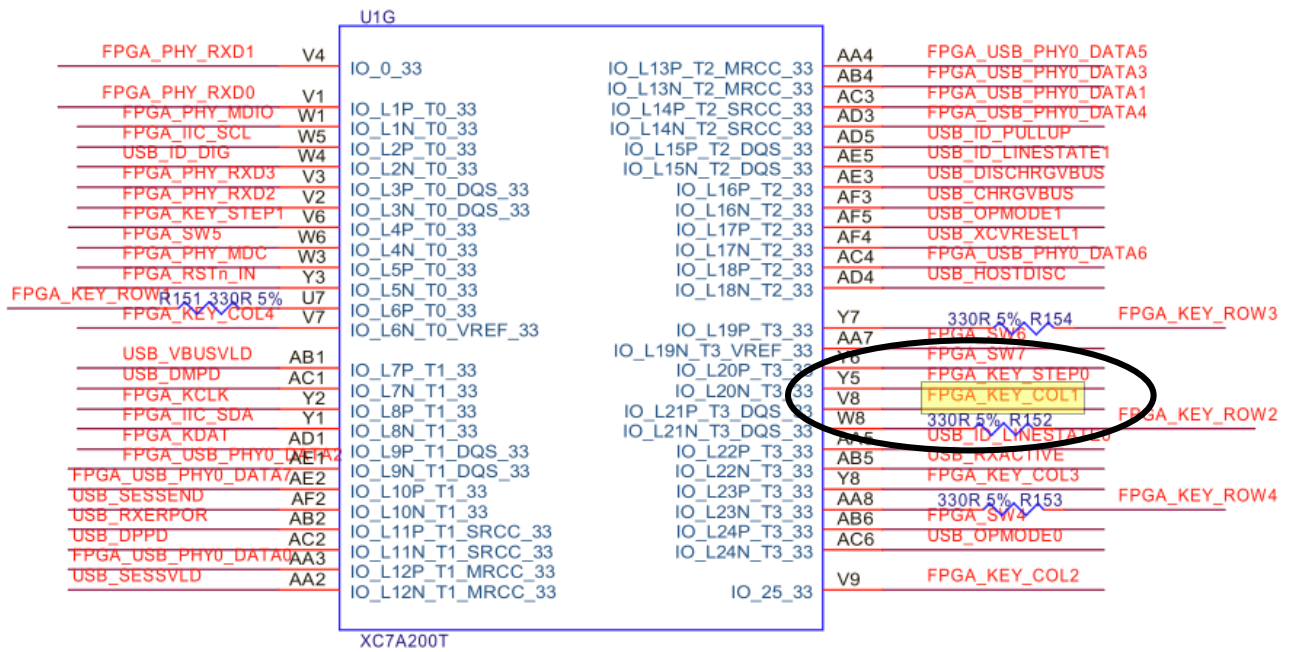 U1G
FPGA_PHY_RXD1 V4 IO_0_33 IO_L13P_T2_MRCC_33 AA4 FPGA_USB_PHY0_DATA5
IO_L13N_T2_MRCC_33 AB4 FPGA_USB_PHY0_DATA3
FPGA_PHY_RXD0 V1 IO_L1P_T0_33 IO_L14P_T2_SRCC_33 AC3 FPGA_USB_PHY0_DATA1
FPGA_PHY_MDIO W1 IO_L1N_T0_33 IO_L14N_T2_SRCC_33 AD3 FPGA_USB_PHY0_DATA4
FPGA_IIC_SCL W5 IO_L2P_T0_33 IO_L15P_T2_DQS_33 AD5 USB_ID_PULLUP
USB_ID_DIG W4 IO_L2N_T0_33 IO_L15N_T2_DQS_33 AE5 USB_ID_LINESTATE1
FPGA_PHY_RXD3 V3 IO_L3P_T0_DQS_33 IO_L16P_T2_33 AE3 USB_DISCHRGVBUS
FPGA_PHY_RXD2 V2 IO_L3N_T0_DQS_33 IO_L16N_T2_33 AF3 USB_CHRGVBUS
FPGA_KEY_STEP1 V6 IO_L4P_T0_33 IO_L17P_T2_33 AF5 USB_OPMODE1
FPGA_SW5 W6 IO_L4N_T0_33 IO_L17N_T2_33 AF4 USB_XCVRESEL1
FPGA_PHY_MDC W3 IO_L5P_T0_33 IO_L18P_T2_33 AC4 FPGA_USB_PHY0_DATA6
FPGA_RSTn_IN Y3 IO_L5N_T0_33 IO_L18N_T2_33 AD4 USB_HOSTDISC
FPGA_KEY_ROW1 R151 330R 5% U7 IO_L6P_T0_33
FPGA_KEY_COL4 V7 IO_L6N_T0_VREF_33 IO_L19P_T3_33 Y7 330R 5% R154 FPGA_KEY_ROW3
IO_L19N_T3_VREF_33 AA7 FPGA_SW6
USB_VBUSVLD AB1 IO_L7P_T1_33 IO_L20P_T3_33 Y6 FPGA_SW7
USB_DMPD AC1 IO_L7N_T1_33 IO_L20N_T3_33 Y5 FPGA_KEY_STEP0
FPGA_KCLK Y2 IO_L8P_T1_33 IO_L21P_T3_DQS_33 V8 FPGA_KEY_COL1
FPGA_IIC_SDA Y1 IO_L8N_T1_33 IO_L21N_T3_DQS_33 W8 330R 5% R152 FPGA_KEY_ROW2
FPGA_KDAT AD1 IO_L9P_T1_DQS_33 IO_L22P_T3_33 AA5 USB_ID_LINESTATE0
FPGA_USB_PHY0_DATA2 AE1 IO_L9N_T1_DQS_33 IO_L22N_T3_33 AB5 USB_RXACTIVE
FPGA_USB_PHY0_DATA7 AE2 IO_L10P_T1_33 IO_L23P_T3_33 Y8 FPGA_KEY_COL3
USB_SESSEND AF2 IO_L10N_T1_33 IO_L23N_T3_33 AA8 330R 5% R153 FPGA_KEY_ROW4
USB_RXERPOR AB2 IO_L11P_T1_SRCC_33 IO_L24P_T3_33 AB6 FPGA_SW4
USB_DPPD AC2 IO_L11N_T1_SRCC_33 IO_L24N_T3_33 AC6 USB_OPMODE0
FPGA_USB_PHY0_DATA0 AA3 IO_L12P_T1_MRCC_33
USB_SESSVLD AA2 IO_L12N_T1_MRCC_33 IO_25_33 V9 FPGA_KEY_COL2
XC7A200T